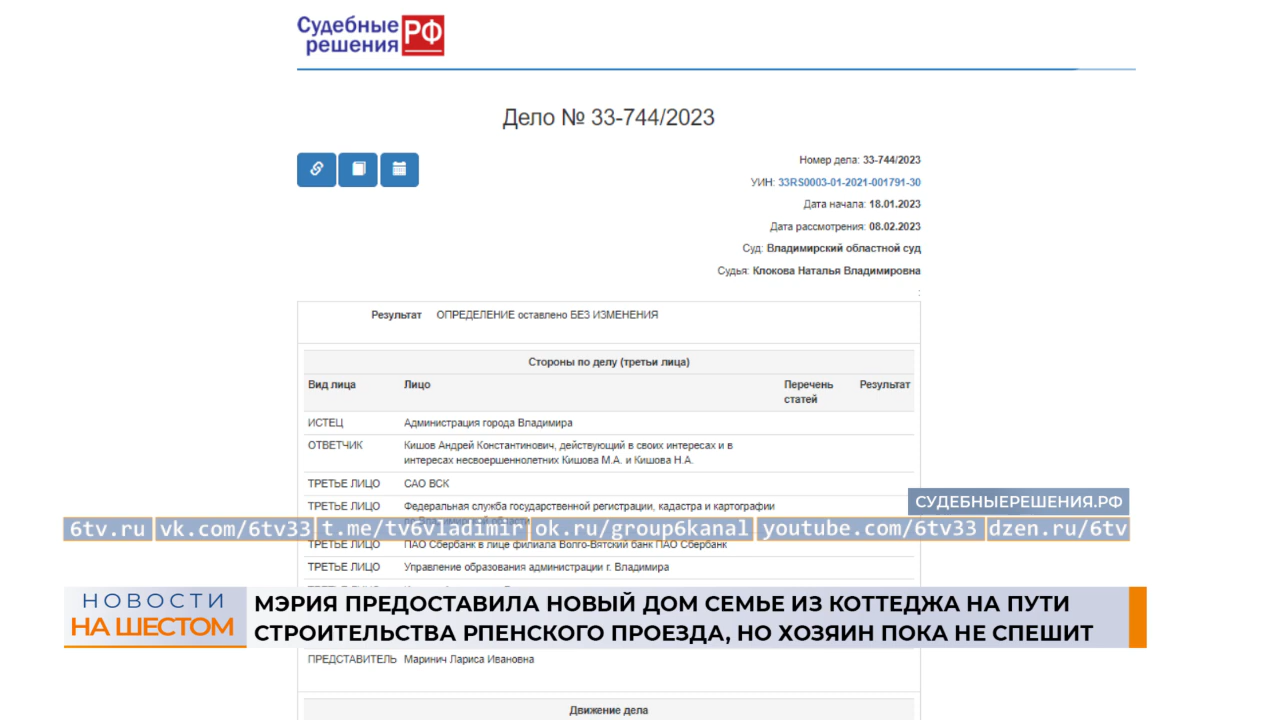 Судебные
решения
РФ
Дело № 33-744/2023
Номер дела: 33-744/2023
УИН: 33RS0003-01-2021-001791-30
Дата начала: 18.01.2023
Дата рассмотрения: 08.02.2023
Суд: Владимирский областной суд
Судья: Клокова Наталья Владимировна
:
Результат ОПРЕДЕЛЕНИЕ оставлено БЕЗ ИЗМЕНЕНИЯ
Стороны по делу (третьи лица)
Вид лица Лицо Перечень Результат
статей
ИСТЕЦ Администрация города Владимира
ОТВЕТЧИК Кишов Андрей Константинович, действующий в своих интересах и в
интересах несвоершеннолетних Кишова М.А. и Кишова Н.А.
ТРЕТЬЕ ЛИЦО САО ВСК
ТРЕТЬЕ ЛИЦО Федеральная служба государственной регистрации, кадастра и картографии
СУДЕБНЫЕРЕШЕНИЯ.РФ
6tv.ru vk.com/6tv33 t.me/tv6vladimir ok.ru/group6kanal youtube.com/6tv33 dzen.ru/6tv
ТРЕТЬЕ ЛИЦО ПАО Сбербанк в лице филиала Волго-Вятский банк ПАО Сбербанк
ТРЕТЬЕ ЛИЦО Управление образования администрации г. Владимира
НОВОСТИ
НА ШЕСТОМ
МЭРИЯ ПРЕДОСТАВИЛА НОВЫЙ ДОМ СЕМЬЕ ИЗ КОТТЕДЖА НА ПУТИ
СТРОИТЕЛЬСТВА РПЕНСКОГО ПРОЕЗДА, НО ХОЗЯИН ПОКА НЕ СПЕШИТ
ПРЕДСТАВИТЕЛЬ Маринич Лариса Ивановна
Движение дела